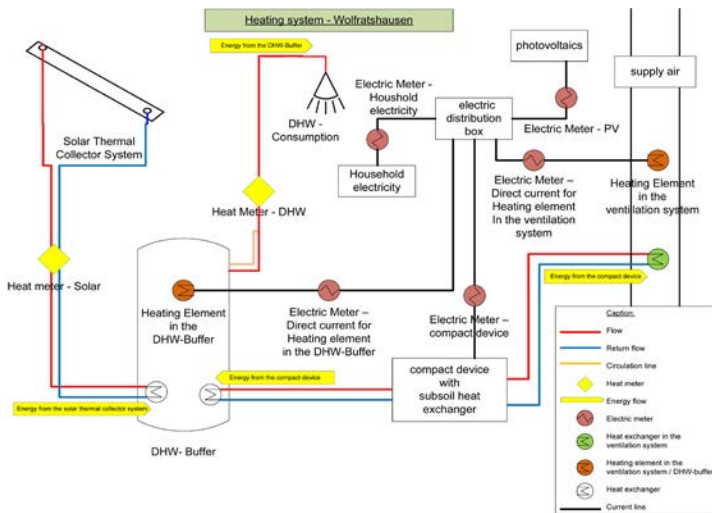 Heating system - Wolfratshausen
Energy from the DHW-Buffer
photovoltaics
supply air
Electric Meter -
Houshold
electricity
electric
distribution
box
Electric Meter - PV
DHW -
Consumption
Solar Thermal
Collector System
Household
electricity
Electric Meter –
Direct current for
Heating element
In the ventilation
system
Heating Element
in the
ventilation system
Heat Meter - DHW
Heat meter - Solar
Energy from the compact device
Heating Element
in the
DHW-Buffer
Electric Meter –
Direct current for
Heating element
in the DHW-Buffer
Electric Meter –
compact device
Energy from the compact device
compact device
with
subsoil heat
exchanger
Energy from the solar thermal collector system
DHW- Buffer
Caption:
Flow
Return flow
Circulation line
Heat meter
Energy flow
Electric meter
Heat exchanger in the
ventilation system
Heating element in the
ventilation system / DHW-buffer
Heat exchanger
Current line